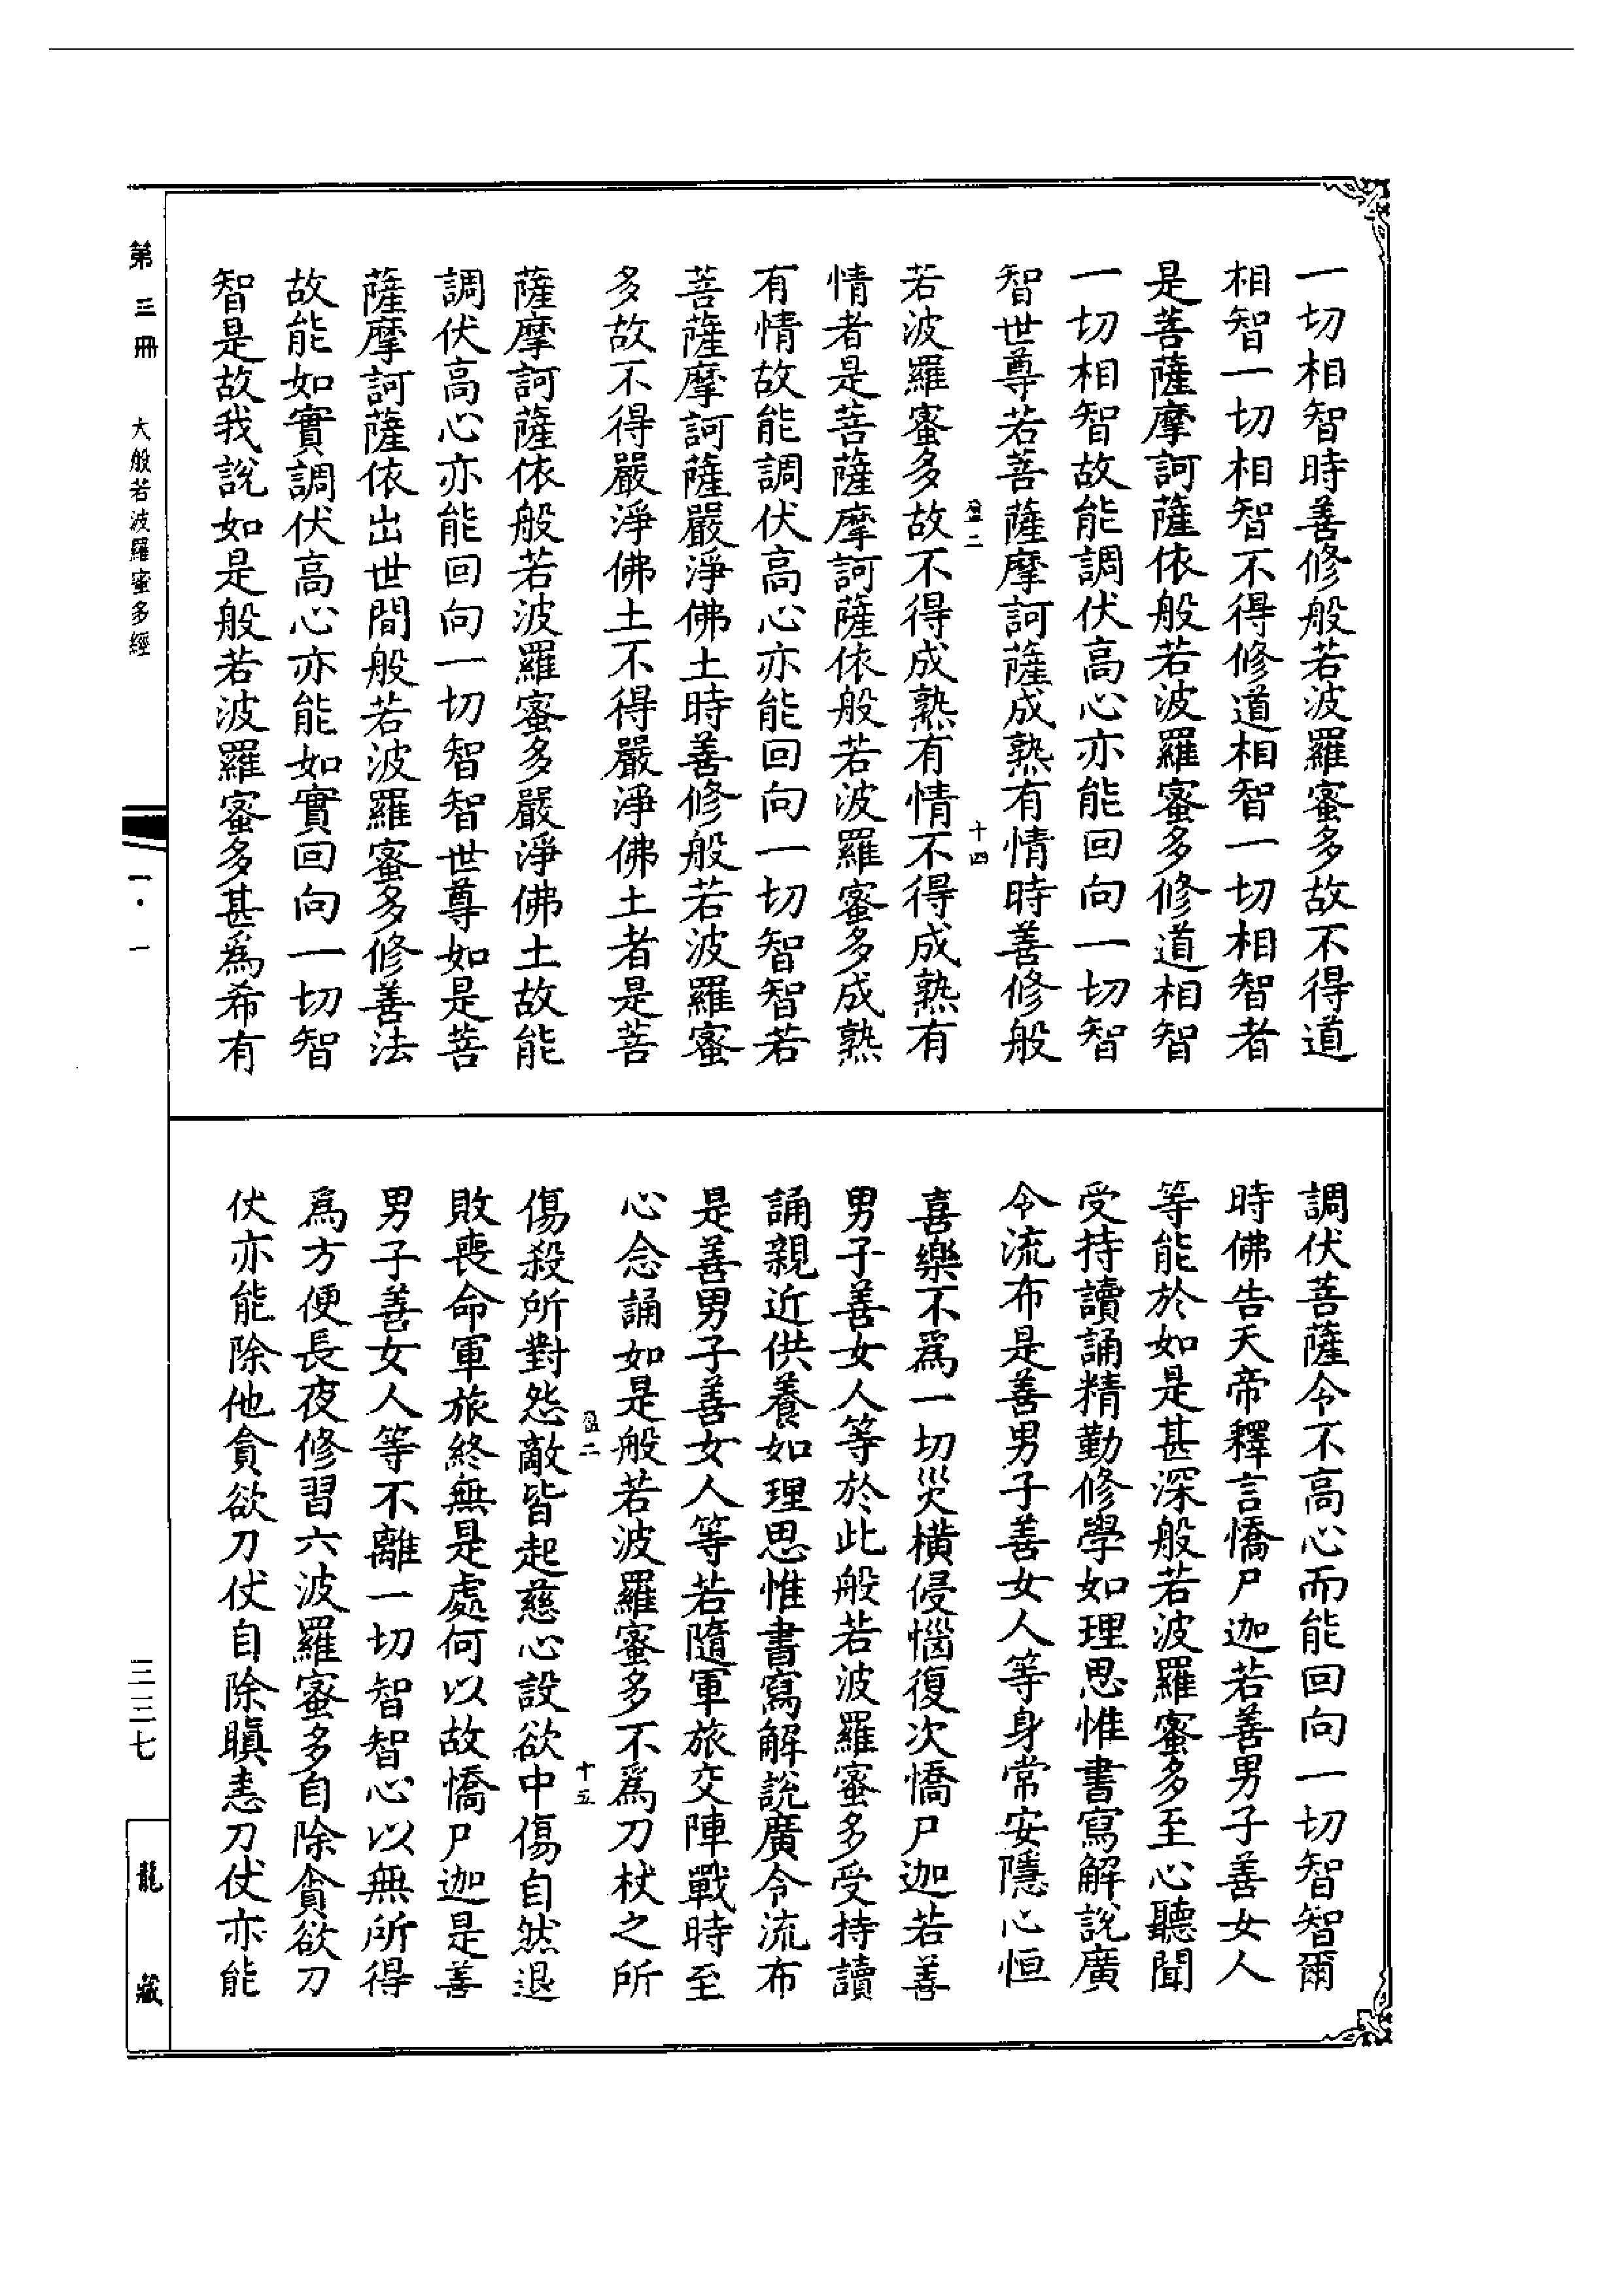 一切相智時善修般若波羅蜜多故不得道
相智一切相智不得修道相智一切相智者
是菩薩摩訶薩依般若波羅蜜多修道相智
一切相智故能調伏高心亦能回向一切智
智世尊若菩薩摩訶薩成熟有情時善修般
盈二
十四
若波羅蜜多故不得成熟有情不得成熟有
情者是菩薩摩訶薩依般若波羅蜜多成熟
有情故能調伏高心亦能回向一切智智若
菩薩摩訶薩嚴淨佛土時善修般若波羅蜜
多故不得嚴淨佛土不得嚴淨佛土者是菩
薩摩訶薩依般若波羅蜜多嚴淨佛土故能
調伏高心亦能回向一切智智世尊如是菩
薩摩訶薩依出世間般若波羅蜜多修善法
故能如實調伏高心亦能如實回向一切智
智是故我說如是般若波羅蜜多甚爲希有
調伏菩薩令不高心而能回向一切智智爾
時佛告天帝釋言憍尸迦若善男子善女人
等能於如是甚深般若波羅蜜多至心聽聞
受持讀誦精勤修學如理思惟書寫解說廣
令流布是善男子善女人等身常安隱心恒
喜樂不爲一切災橫侵惱復次憍尸迦若善
男子善女人等於此般若波羅蜜多受持讀
誦親近供養如理思惟書寫解說廣令流布
是善男子善女人等若隨軍旅交陣戰時至
心念誦如是般若波羅蜜多不爲刀杖之所
盈二
十五
傷殺所對怨敵皆起慈心設欲中傷自然退
敗喪命軍旅終無是處何以故憍尸迦是善
男子善女人等不離一切智智心以無所得
爲方便長夜修習六波羅蜜多自除貪欲刀
仗亦能除他貪欲刀仗自除瞋恚刀仗亦能
第三冊
大般若波羅蜜多經
一·一
三三七
龍藏